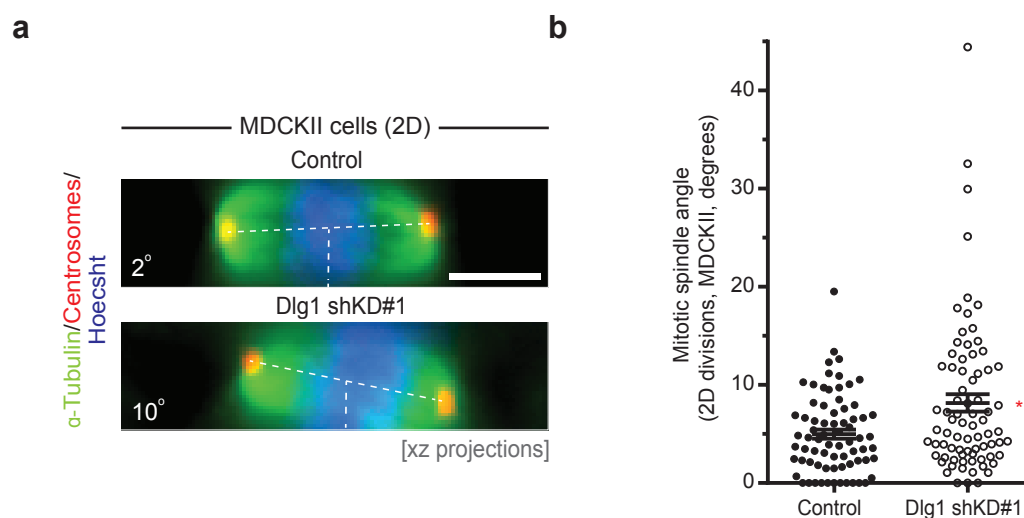 a
MDCKII cells (2D)
Control
2°
Dlg1 shKD#1
10°
[xz projections]
α-Tubulin/Centrosomes/
Hoecsht
b
Mitotic spindle angle
(2D divisions, MDCKII, degrees)
40
30
20
10
0
*
Control
Dlg1 shKD#1